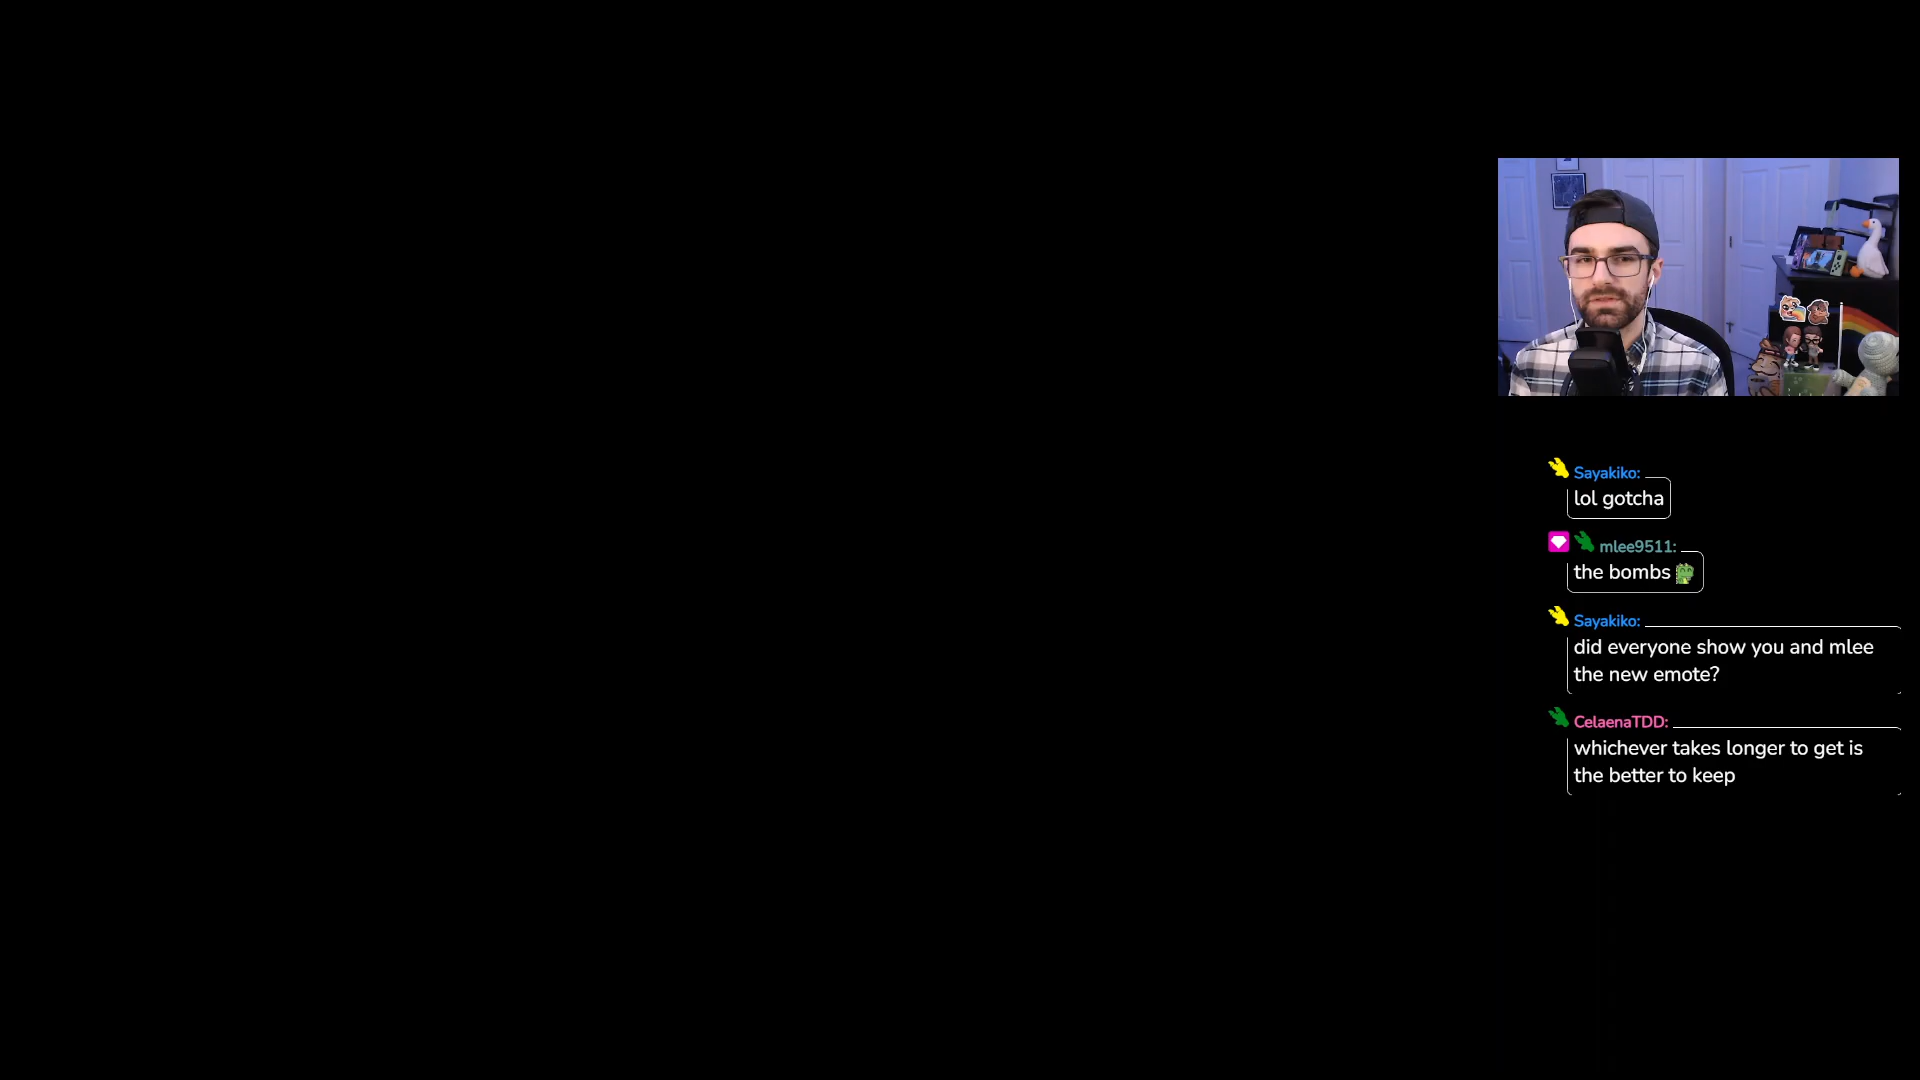 Sayakiko:
lol gotcha
mlee9511:
the bombs
Sayakiko:
did everyone show you and mlee
the new emote?
CelaenaTDD:
whichever takes longer to get is
the better to keep